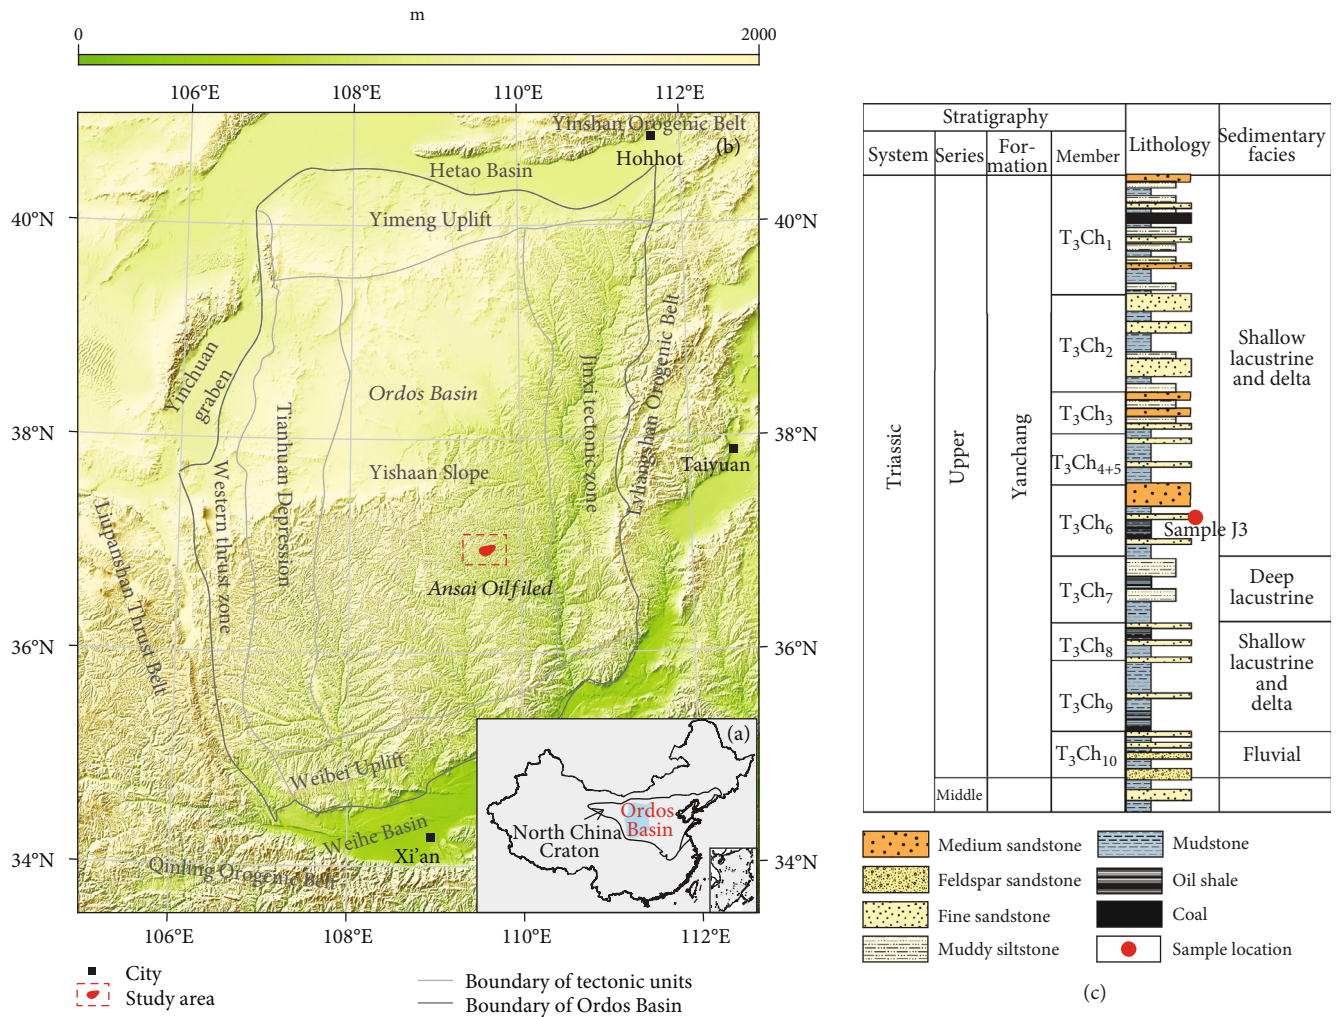 m
0
2000
106°E
108°E
110°E
112°E
Yinshan Orogenic Belt
(b)
Hohhot
Hetao Basin
40°N
Yimeng Uplift
40°N
Yinchuan
graben
Ordos Basin
Tianhuan Depression
Jinxi tectonic zone
Lvliangshan Orogenic Belt
38°N
38°N
Taiyuan
Yishaan Slope
Western thrust zone
Liupanshan Thrust Belt
Ansai Oilfiled
36°N
36°N
Weibei Uplift
(a)
Ordos
Basin
North China
Craton
Weihe Basin
Xi'an
34°N
34°N
Qinling Orogenic Belt
106°E
108°E
110°E
112°E
City
Study area
Boundary of tectonic units
Boundary of Ordos Basin
Stratigraphy
Lithology
Sedimentary
facies
System
Series
For-
mation
Member
Triassic
Upper
Middle
Yanchang
T3Ch1
T3Ch2
T3Ch3
T3Ch4+5
T3Ch6
T3Ch7
T3Ch8
T3Ch9
T3Ch10
Sample J3
Shallow
lacustrine
and delta
Deep
lacustrine
Shallow
lacustrine
and
delta
Fluvial
Medium sandstone
Feldspar sandstone
Fine sandstone
Muddy siltstone
Mudstone
Oil shale
Coal
Sample location
(c)